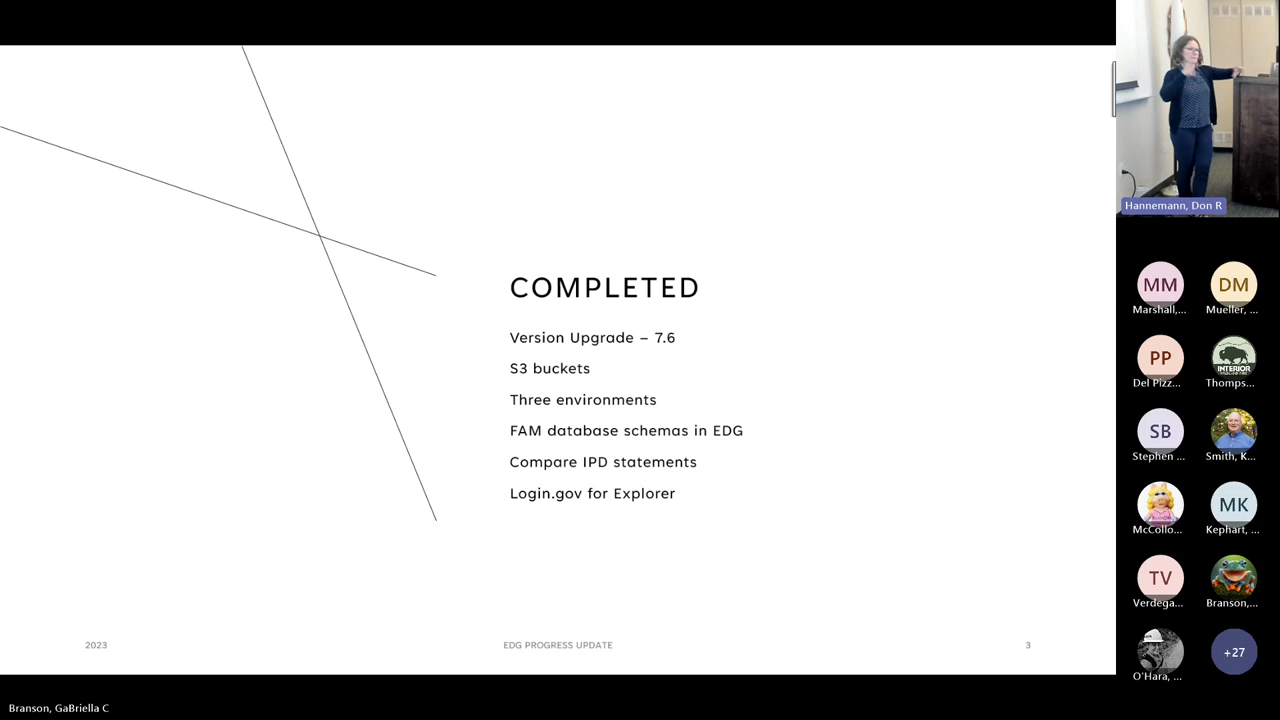 COMPLETED
Version Upgrade – 7.6
S3 buckets
Three environments
FAM database schemas in EDG
Compare IPD statements
Login.gov for Explorer
2023
EDG PROGRESS UPDATE
3
Branson, GaBriella C
Hannemann, Don R
MM
Marshall,...
DM
Mueller, ...
PP
Del Pizz...
INTERIOR
Thomps...
SB
Stephen ...
Smith, K...
McCollo...
MK
Kephart, ...
TV
Verdega...
Branson,...
O'Hara, ...
+27